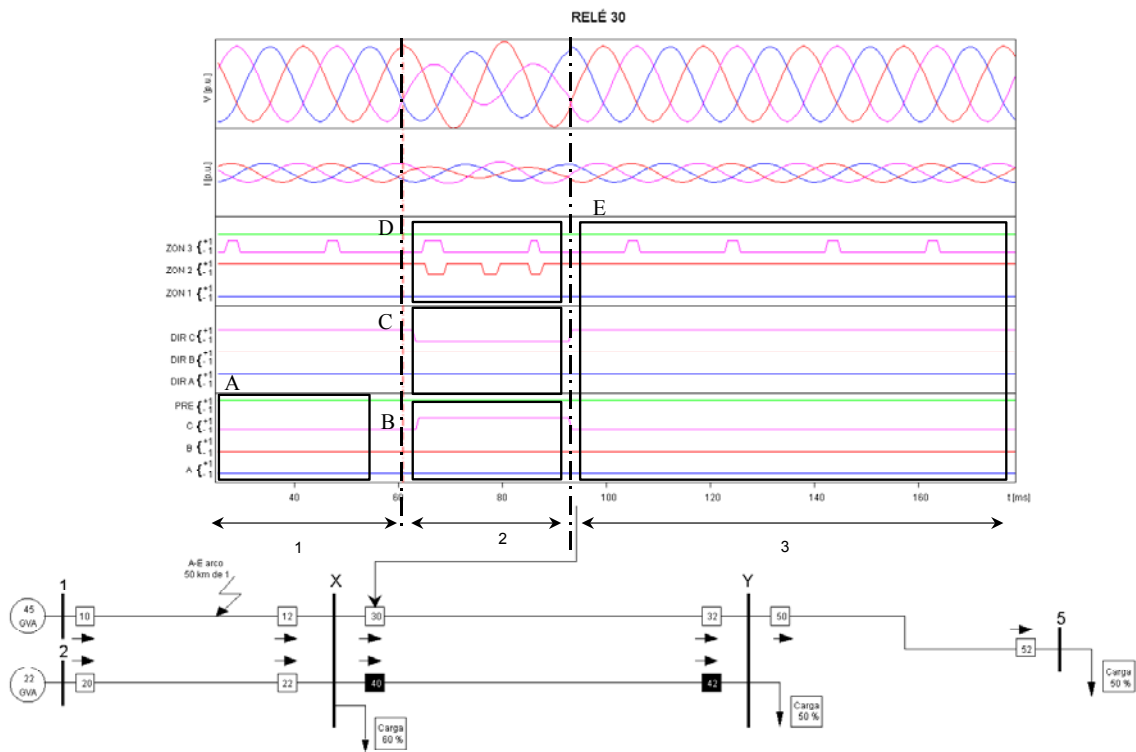 RELÉ 30
V [p.u.]
I [p.u.]
D
E
ZON 3 { +1 - 1
ZON 2 { +1 - 1
ZON 1 { +1 - 1
C
DIR C { +1 - 1
DIR B { +1 - 1
DIR A { +1 - 1
A
PRE { +1 - 1
B
C { +1 - 1
B { +1 - 1
A { +1 - 1
40 60 80 100 120 140 160 t [ms]
1 2 3
A-E arco
50 km de 1
1 X Y
45 GVA
10 12 30 32 50
5
52
2
22 GVA
20 22 40 42
Carga 60 %
Carga 50 %
Carga 50 %